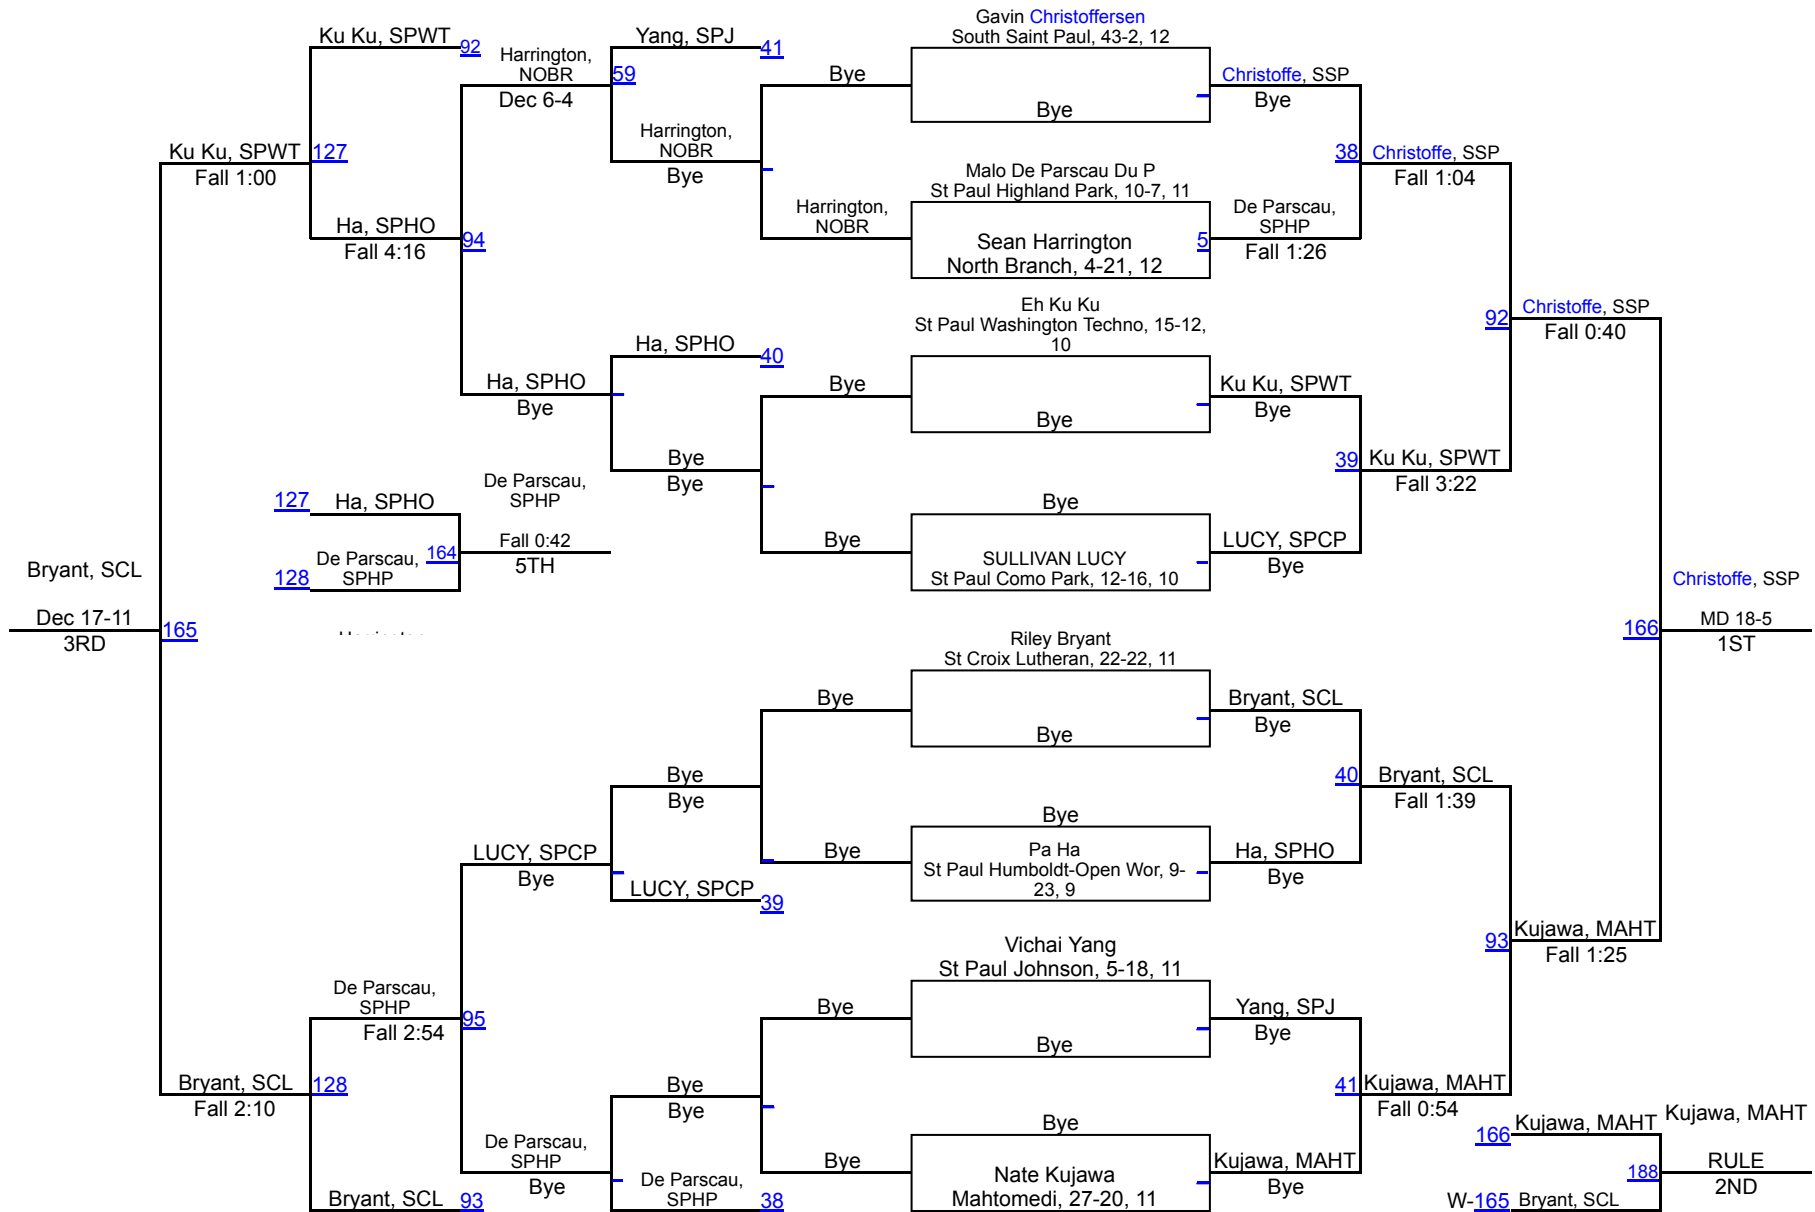 Gavin Christoffersen
South Saint Paul, 43-2, 12
Ku Ku, SPWT
92
Harrington,
NOBR
Dec 6-4
Yang, SPJ
41
59
Bye
Bye
Christoffe, SSP
Bye
Harrington,
NOBR
Bye
Ku Ku, SPWT
127
Fall 1:00
38
Christoffe, SSP
Fall 1:04
Malo De Parscau Du P
St Paul Highland Park, 10-7, 11
Harrington,
NOBR
Sean Harrington
North Branch, 4-21, 12
5
De Parscau,
SPHP
Fall 1:26
Ha, SPHO
Fall 4:16
94
Eh Ku Ku
St Paul Washington Techno, 15-12,
10
92
Christoffe, SSP
Fall 0:40
Ha, SPHO
40
Ha, SPHO
Bye
Bye
Bye
Ku Ku, SPWT
Bye
Bye
Bye
39
Ku Ku, SPWT
Fall 3:22
127
Ha, SPHO
De Parscau,
SPHP
Bye
Bye
SULLIVAN LUCY
St Paul Como Park, 12-16, 10
LUCY, SPCP
Bye
De Parscau,
SPHP
128
164
Fall 0:42
5TH
Bryant, SCL
Dec 17-11
3RD
165
Christoffe, SSP
166
MD 18-5
1ST
Riley Bryant
St Croix Lutheran, 22-22, 11
Bye
Bye
Bryant, SCL
Bye
Bye
Bye
40
Bryant, SCL
Fall 1:39
Bye
Bye
Pa Ha
St Paul Humboldt-Open Wor, 9-
23, 9
Ha, SPHO
Bye
LUCY, SPCP
Bye
LUCY, SPCP
39
93
Kujawa, MAHT
Fall 1:25
Vichai Yang
St Paul Johnson, 5-18, 11
Bye
Bye
Yang, SPJ
Bye
De Parscau,
SPHP
Fall 2:54
95
Bryant, SCL
128
Fall 2:10
Bye
Bye
41
Kujawa, MAHT
Fall 0:54
Bye
Bye
Nate Kujawa
Mahtomedi, 27-20, 11
Kujawa, MAHT
Bye
De Parscau,
SPHP
Bye
De Parscau,
SPHP
38
Bryant, SCL
93
166
Kujawa, MAHT
Kujawa, MAHT
188
RULE
2ND
W-165
Bryant, SCL